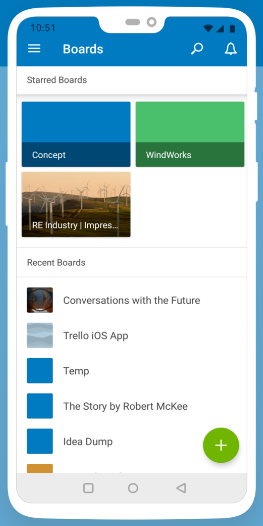 10:51
Boards
Starred Boards
Concept
WindWorks
RE Industry | Impres...
Recent Boards
Conversations with the Future
Trello iOS App
Temp
The Story by Robert McKee
Idea Dump